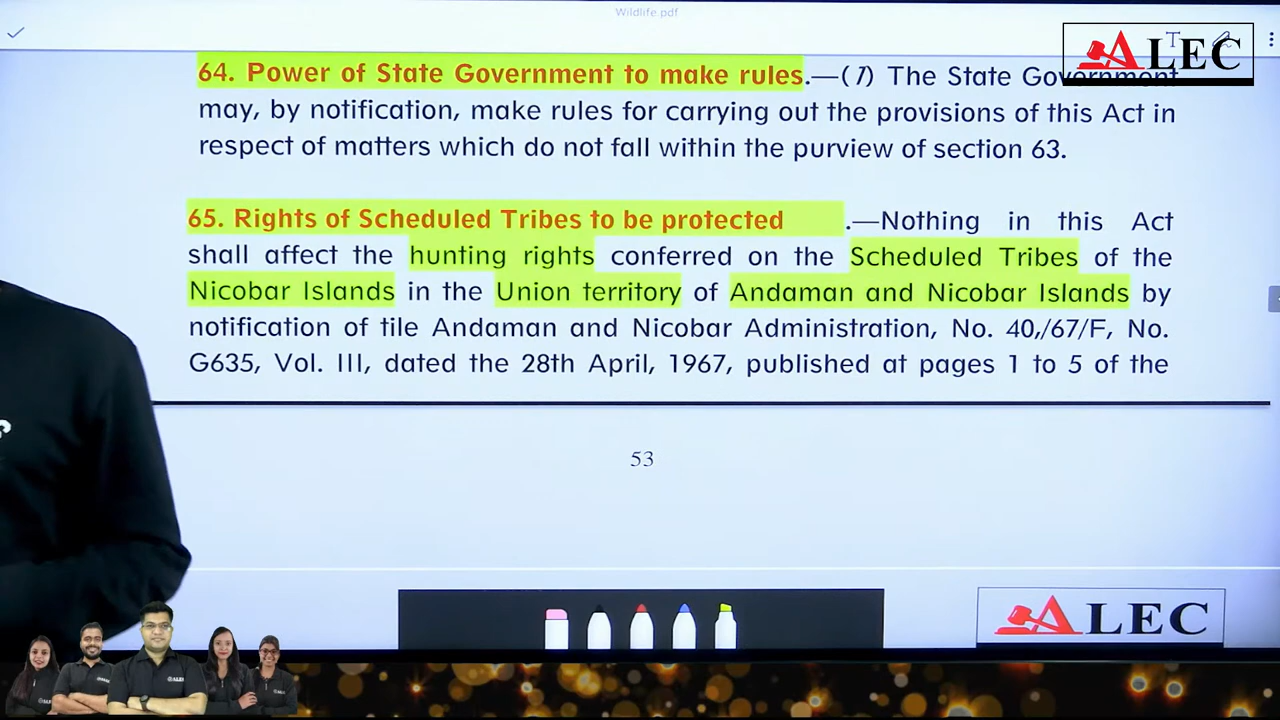 Wildlife.pdf
ALEC
64. Power of State Government to make rules.—(1) The State Government
may, by notification, make rules for carrying out the provisions of this Act in
respect of matters which do not fall within the purview of section 63.
65. Rights of Scheduled Tribes to be protected .—Nothing in this Act
shall affect the hunting rights conferred on the Scheduled Tribes of the
Nicobar Islands in the Union territory of Andaman and Nicobar Islands by
notification of tile Andaman and Nicobar Administration, No. 40,/67/F, No.
G635, Vol. III, dated the 28th April, 1967, published at pages 1 to 5 of the
53
ALEC